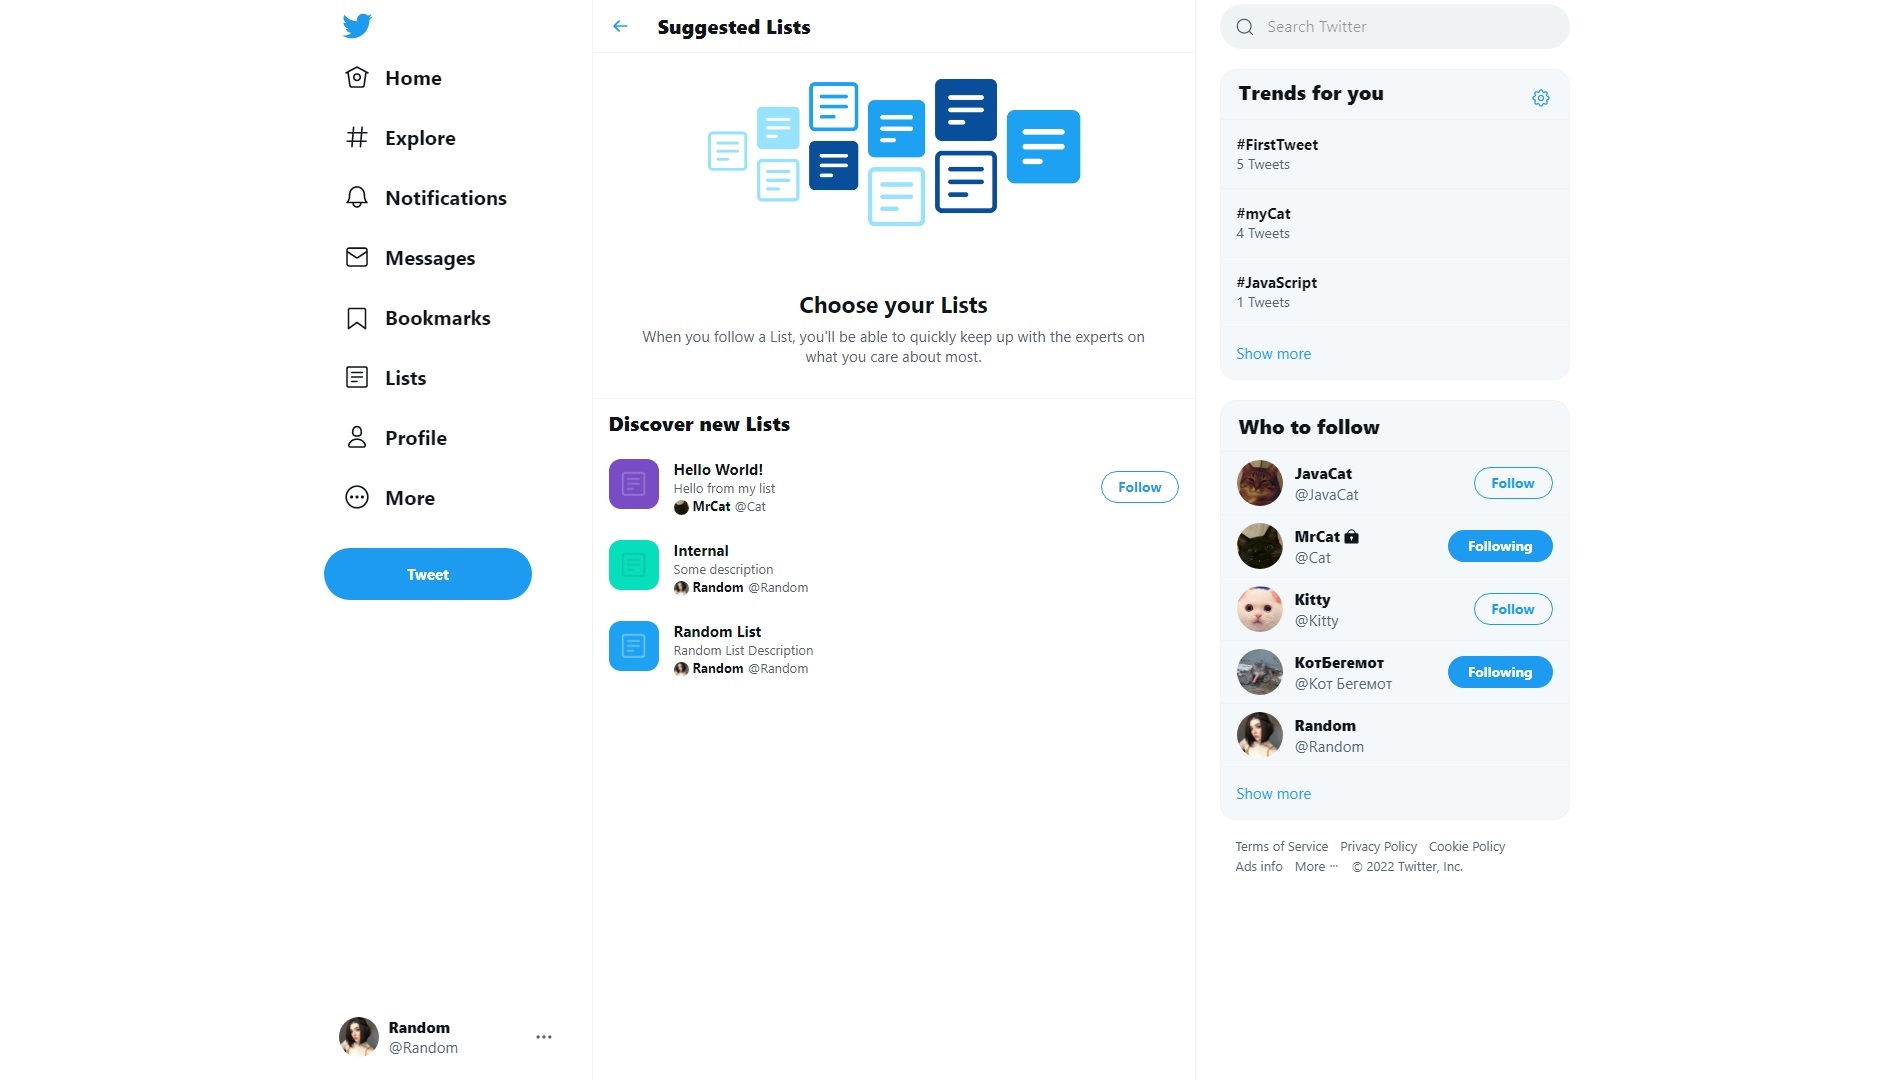 Home
Explore
Notifications
Messages
Bookmarks
Lists
Profile
More
Tweet
Random
@Random
Suggested Lists
Choose your Lists
When you follow a List, you'll be able to quickly keep up with the experts on
what you care about most.
Discover new Lists
Hello World!
Hello from my list
MrCat @Cat
Follow
Internal
Some description
Random @Random
Random List
Random List Description
Random @Random
Search Twitter
Trends for you
#FirstTweet
5 Tweets
#myCat
4 Tweets
#JavaScript
1 Tweets
Show more
Who to follow
JavaCat
@JavaCat
Follow
MrCat
@Cat
Following
Kitty
@Kitty
Follow
КотБегемот
@Кот Бегемот
Following
Random
@Random
Show more
Terms of Service Privacy Policy Cookie Policy
Ads info More ··· © 2022 Twitter, Inc.